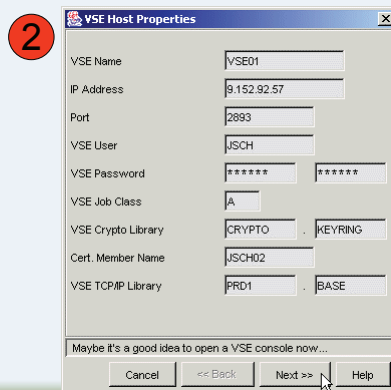 2
VSE Host Properties
VSE Name VSE01
IP Address 9.152.92.57
Port 2893
VSE User JSCH
VSE Password ****** ******
VSE Job Class A
VSE Crypto Library CRYPTO . KEYRING
Cert. Member Name JSCH02
VSE TCP/IP Library PRD1 . BASE
Maybe it's a good idea to open a VSE console now...
Cancel << Back Next >> Help